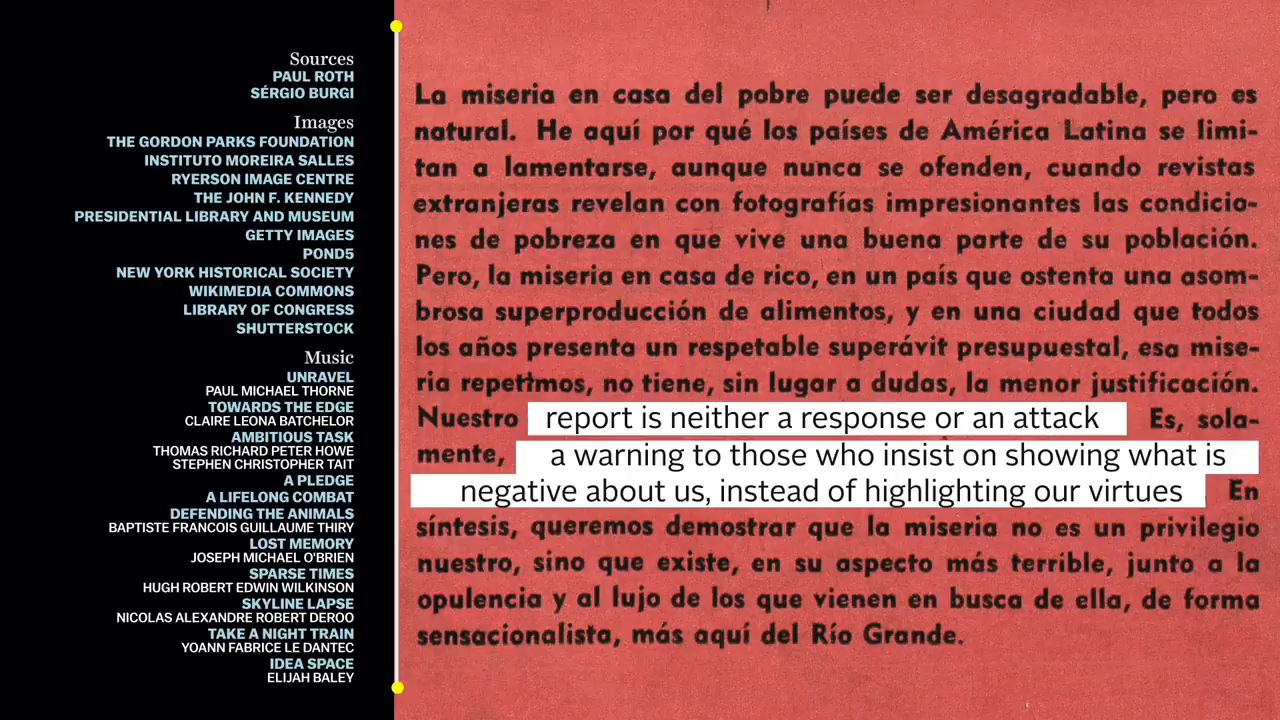 Sources
PAUL ROTH
SÉRGIO BURGI
Images
THE GORDON PARKS FOUNDATION
INSTITUTO MOREIRA SALLES
RYERSON IMAGE CENTRE
THE JOHN F. KENNEDY
PRESIDENTIAL LIBRARY AND MUSEUM
GETTY IMAGES
POND5
NEW YORK HISTORICAL SOCIETY
WIKIMEDIA COMMONS
LIBRARY OF CONGRESS
SHUTTERSTOCK
Music
UNRAVEL
PAUL MICHAEL THORNE
TOWARDS THE EDGE
CLAIRE LEONA BATCHELOR
AMBITIOUS TASK
THOMAS RICHARD PETER HOWE
STEPHEN CHRISTOPHER TAIT
A PLEDGE
A LIFELONG COMBAT
DEFENDING THE ANIMALS
BAPTISTE FRANCOIS GUILLAUME THIRY
LOST MEMORY
JOSEPH MICHAEL O'BRIEN
SPARSE TIMES
HUGH ROBERT EDWIN WILKINSON
SKYLINE LAPSE
NICOLAS ALEXANDRE ROBERT DEROO
TAKE A NIGHT TRAIN
YOANN FABRICE LE DANTEC
IDEA SPACE
ELIJAH BALEY
La miseria en casa del pobre puede ser desagradable, pero es
natural. He aquí por qué los países de América Latina se limi-
tan a lamentarse, aunque nunca se ofenden, cuando revistas
extranjeras revelan con fotografías impresionantes las condicio-
nes de pobreza en que vive una buena parte de su población.
Pero, la miseria en casa de rico, en un país que ostenta una asom-
brosa superproducción de alimentos, y en una ciudad que todos
los años presenta un respetable superávit presupuestal, esa mise-
ria repetimos, no tiene, sin lugar a dudas, la menor justificación.
Nuestro report is neither a response or an attack Es, sola-
mente, a warning to those who insist on showing what is
negative about us, instead of highlighting our virtues En
síntesis, queremos demostrar que la miseria no es un privilegio
nuestro, sino que existe, en su aspecto más terrible, junto a la
opulencia y al lujo de los que vienen en busca de ella, de forma
sensacionalista, más aquí del Río Grande.